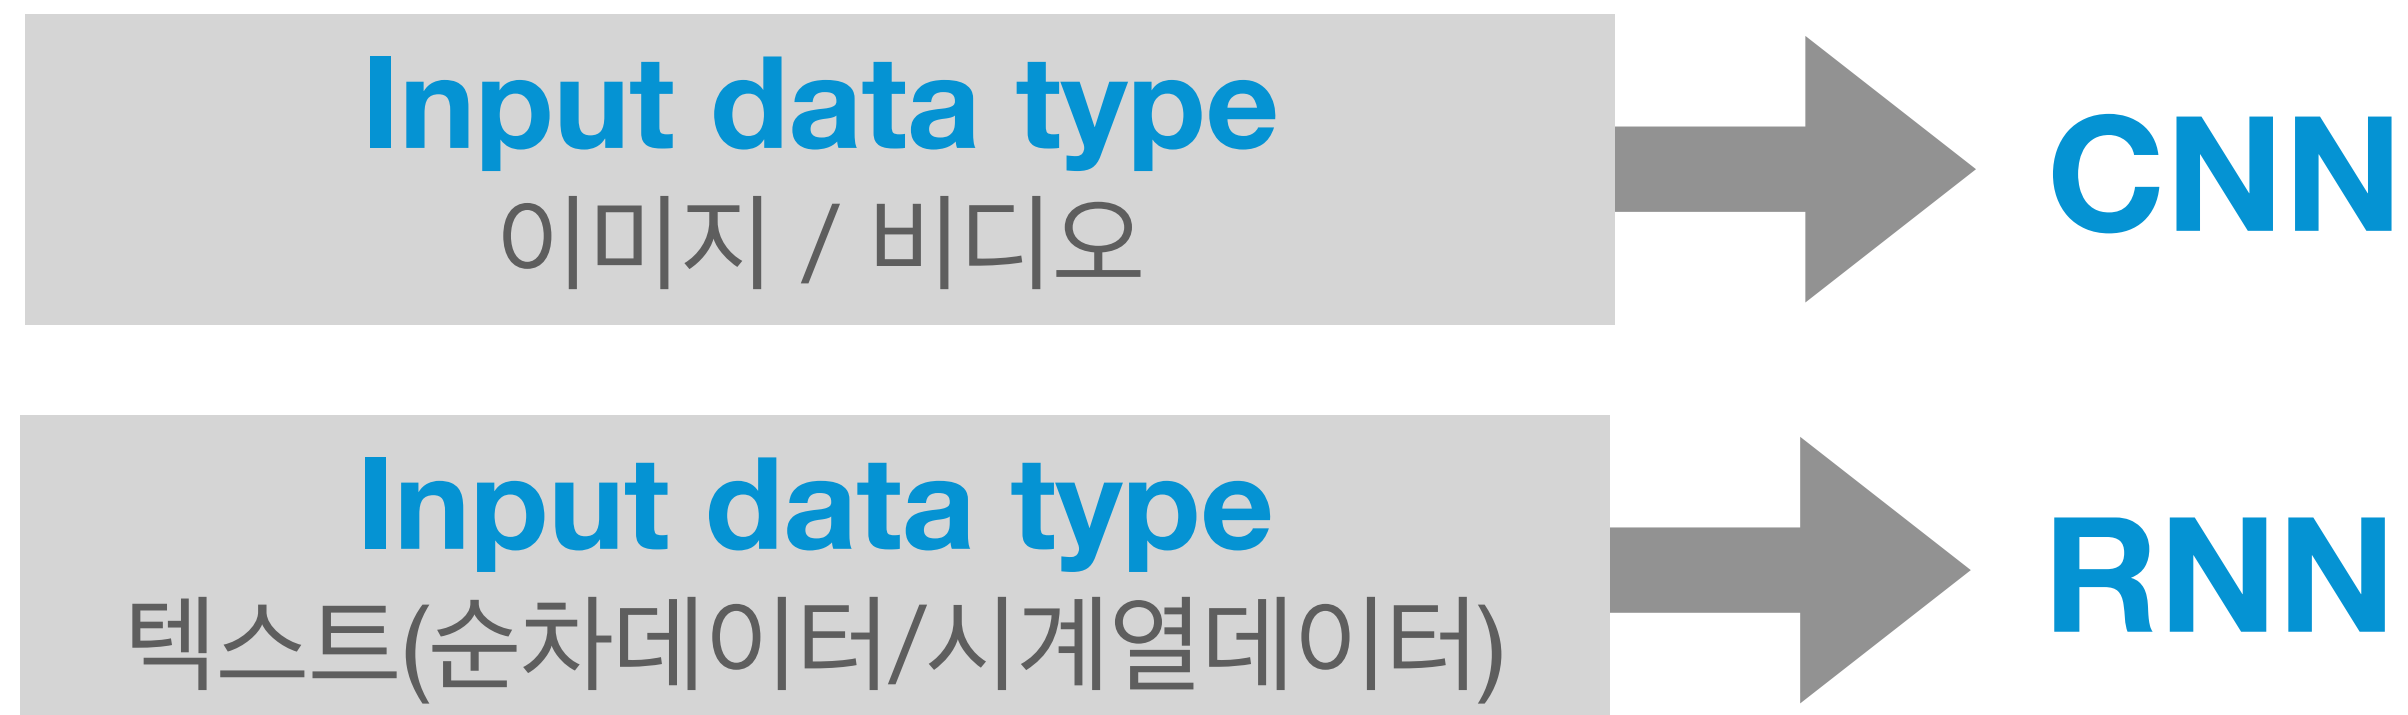 Input data type
이미지 / 비디오
CNN
Input data type
텍스트(순차데이터/시계열데이터)
RNN